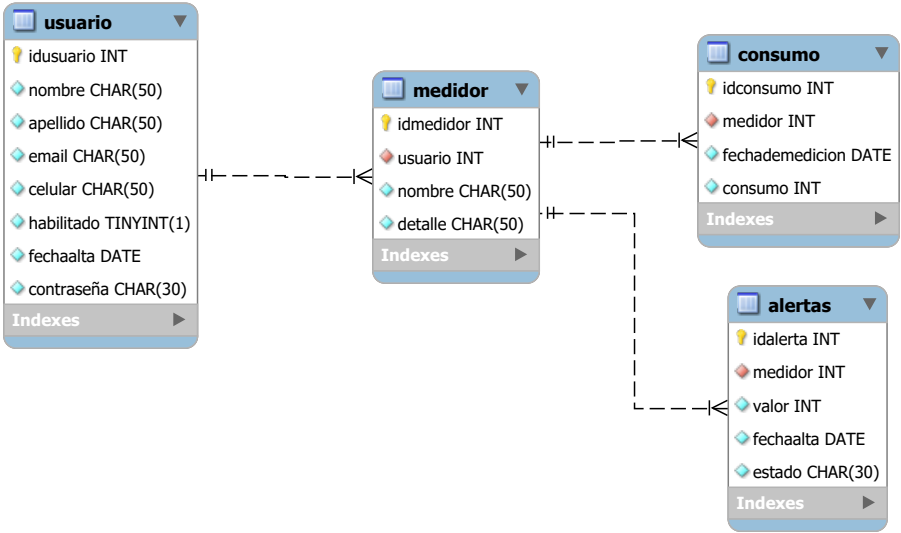 usuario
idusuario INT
nombre CHAR(50)
apellido CHAR(50)
email CHAR(50)
celular CHAR(50)
habilitado TINYINT(1)
fechaalta DATE
contraseña CHAR(30)
Indexes
medidor
idmedidor INT
usuario INT
nombre CHAR(50)
detalle CHAR(50)
Indexes
consumo
idconsumo INT
medidor INT
fechademedicion DATE
consumo INT
Indexes
alertas
idalerta INT
medidor INT
valor INT
fechaalta DATE
estado CHAR(30)
Indexes